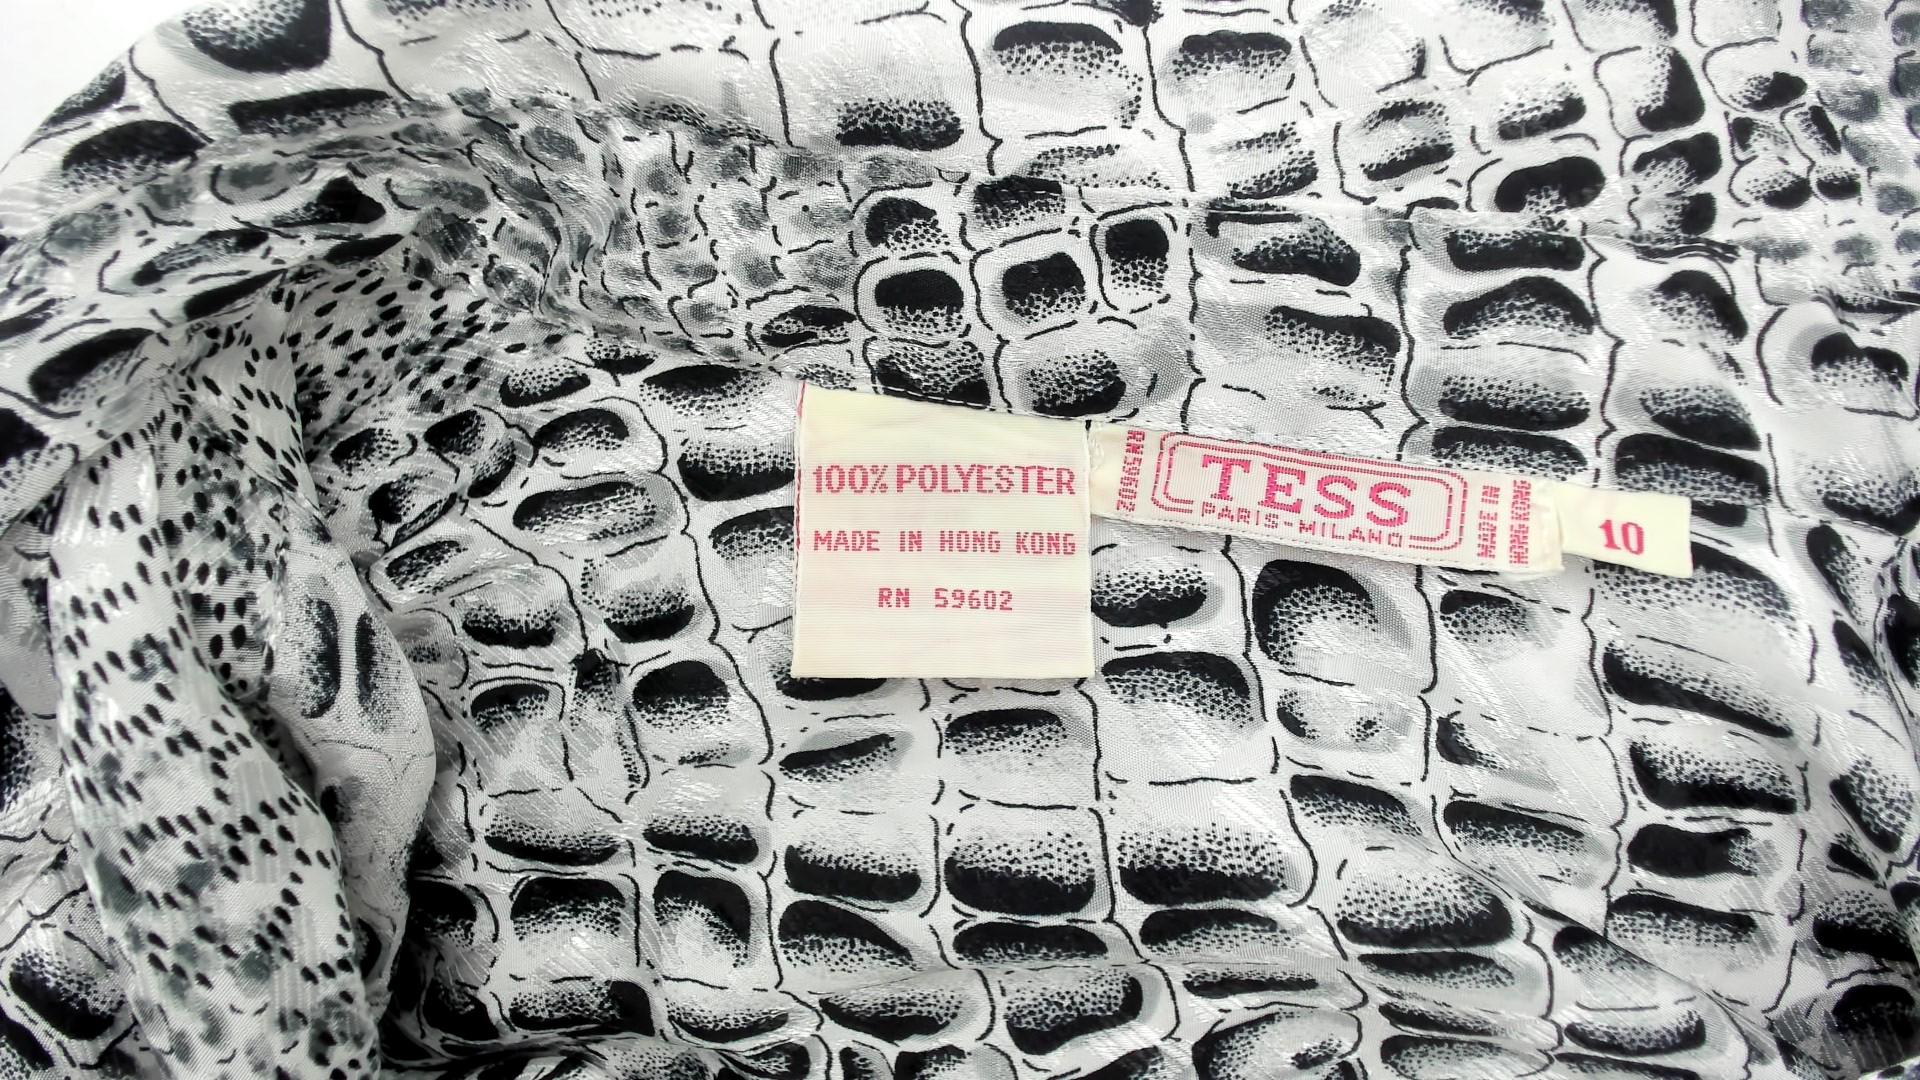 100% POLYESTER
MADE IN HONG KONG
RN 59602
RN 59602
TESS
PARIS-MILANO
MADE IN
HONG KONG
10